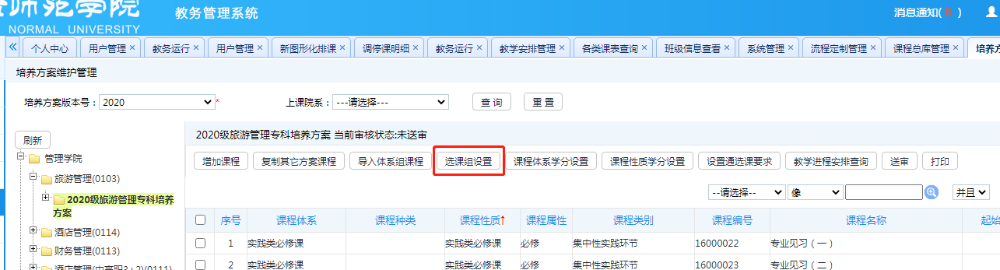 师范学院
NORMAL UNIVERSITY
教务管理系统
消息通知( 0 )
个人中心 用户管理 × 教务运行 × 用户管理 × 新图形化排课 × 调停课明细 × 教务运行 × 教学安排管理 × 各类课表查询 × 班级信息查看 × 系统管理 × 流程定制管理 × 课程总库管理 × 培养方
培养方案维护管理
培养方案版本号： 2020 * 上课院系： ---请选择--- 查 询 重 置
刷新
管理学院
旅游管理(0103)
2020级旅游管理专科培养
方案
酒店管理(0114)
财务管理(0113)
酒店管理(中高职3+2)(0111)
2020级旅游管理专科培养方案 当前审核状态:未送审
增加课程 复制其它方案课程 导入体系组课程 选课组设置 课程体系学分设置 课程性质学分设置 设置通选课要求 教学进程安排查询 送审 打印
--请选择-- 像 并且
序号 课程体系 课程种类 课程性质↑ 课程属性 课程类别 课程编号 课程名称 起始
1 实践类必修课 实践类必修课 必修 集中性实践环节 16000022 专业见习（一）
2 实践类必修课 实践类必修课 必修 集中性实践环节 16000023 专业见习（二）